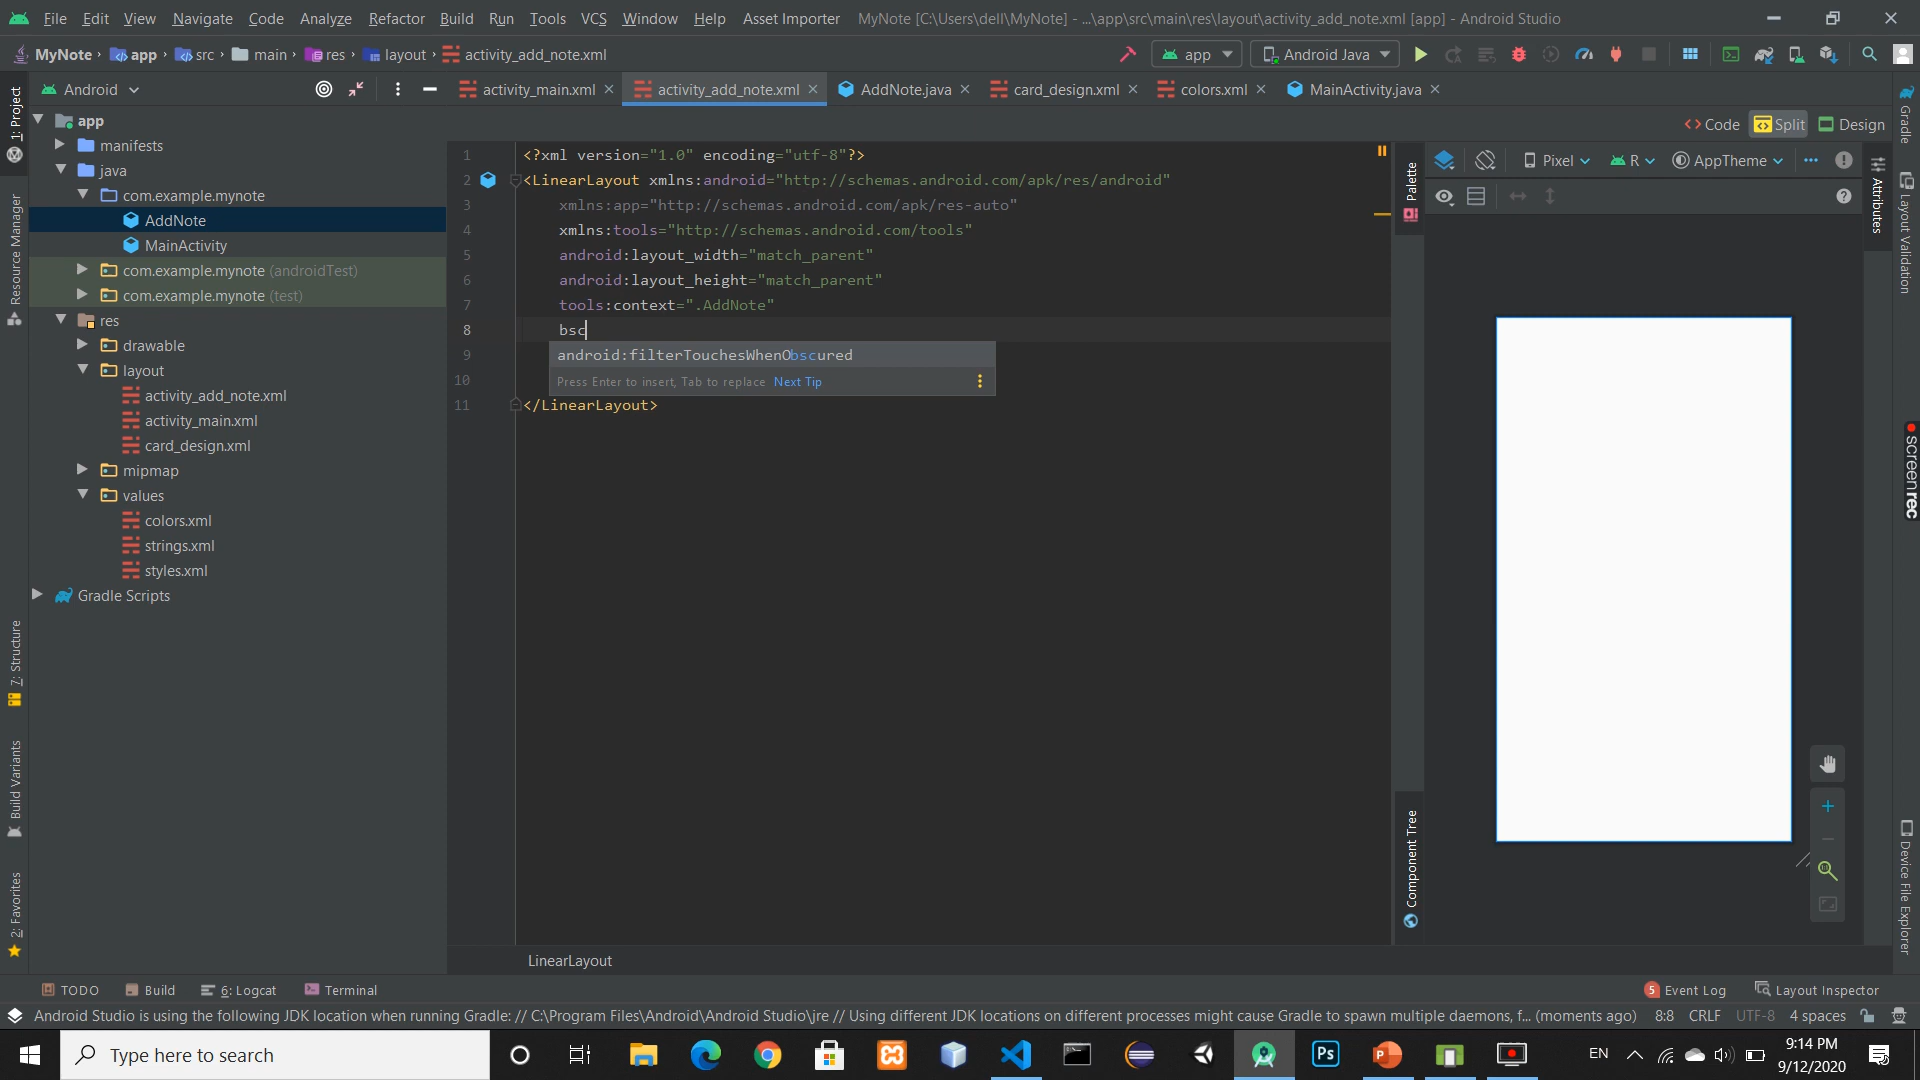 File Edit View Navigate Code Analyze Refactor Build Run Tools VCS Window Help Asset Importer MyNote [C:\Users\dell\MyNote] - ...\app\src\main\res\layout\activity_add_note.xml [app] - Android Studio
MyNote app src main res layout activity_add_note.xml app Android Java
Android activity_main.xml activity_add_note.xml AddNote.java card_design.xml colors.xml MainActivity.java
Code Split Design
app
manifests
java
com.example.mynote
AddNote
MainActivity
com.example.mynote (androidTest)
com.example.mynote (test)
res
drawable
layout
activity_add_note.xml
activity_main.xml
card_design.xml
mipmap
values
colors.xml
strings.xml
styles.xml
Gradle Scripts
1: Project
Resource Manager
7: Structure
Build Variants
2: Favorites
1 <?xml version="1.0" encoding="utf-8"?>
2 <LinearLayout xmlns:android="http://schemas.android.com/apk/res/android"
3 xmlns:app="http://schemas.android.com/apk/res-auto"
4 xmlns:tools="http://schemas.android.com/tools"
5 android:layout_width="match_parent"
6 android:layout_height="match_parent"
7 tools:context=".AddNote"
8 bsc
9
android:filterTouchesWhenObscured
10
Press Enter to insert, Tab to replace Next Tip
11 </LinearLayout>
LinearLayout
Palette
Component Tree
Pixel R AppTheme
Attributes
Gradle
Layout Validation
screenrec
Device File Explorer
TODO Build 6: Logcat Terminal 5 Event Log Layout Inspector
Android Studio is using the following JDK location when running Gradle: // C:\Program Files\Android\Android Studio\jre // Using different JDK locations on different processes might cause Gradle to spawn multiple daemons, f... (moments ago) 8:8 CRLF UTF-8 4 spaces
Type here to search
Ps
EN
9:14 PM
9/12/2020